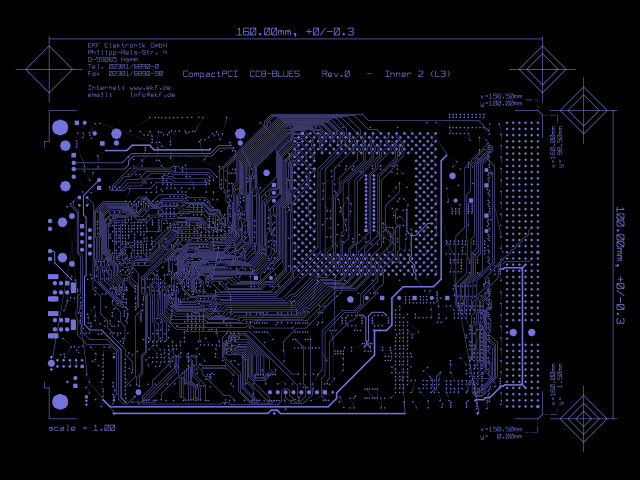 160.00mm, +0/-0.3
EKF Elektronik GmbH
Philipp-Reis-Str. 4
D-59065 Hamm
Tel. 02381/6890-0
Fax 02381/6890-90
Internet: www.ekf.de
email: info@ekf.de
CompactPCI CC8-BLUES Rev.0 - Inner 2 (L3)
x=158.50mm
y=100.00mm
x=160.00mm
y= 98.50mm
100.00mm, +0/-0.3
x=160.00mm
y= 1.50mm
scale = 1.00
x=158.50mm
y= 0.00mm